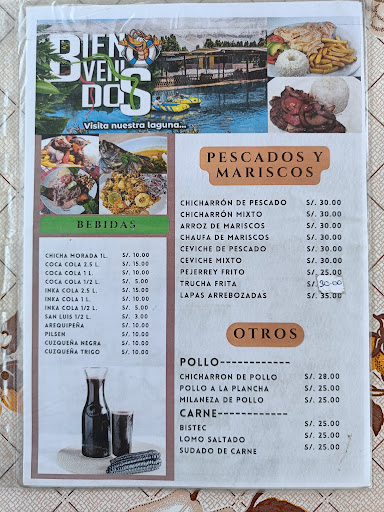 BIEN
VENI
DOS
Visita nuestra laguna...
BEBIDAS
CHICHA MORADA 1L. S/. 10.00
COCA COLA 2.5 L. S/. 15.00
COCA COLA 1 L. S/. 10.00
COCA COLA 1/2 L. S/. 5.00
INKA COLA 2.5 L. S/. 15.00
INKA COLA 1 L. S/. 10.00
INKA COLA 1/2 L. S/. 5.00
SAN LUIS 1/2 L. S/. 3.00
AREQUIPEÑA S/. 10.00
PILSEN S/. 10.00
CUZQUEÑA NEGRA S/. 10.00
CUZQUEÑA TRIGO S/. 10.00
PESCADOS Y
MARISCOS
CHICHARRÓN DE PESCADO S/. 30.00
CHICHARRÓN MIXTO S/. 30.00
ARROZ DE MARISCOS S/. 30.00
CHAUFA DE MARISCOS S/. 30.00
CEVICHE DE PESCADO S/. 30.00
CEVICHE MIXTO S/. 30.00
PEJERREY FRITO S/. 25.00
TRUCHA FRITA S/. 30.00
LAPAS ARREBOZADAS S/. 35.00
OTROS
POLLO------------
CHICHARRON DE POLLO S/. 28.00
POLLO A LA PLANCHA S/. 25.00
MILANEZA DE POLLO S/. 25.00
CARNE------------
BISTEC S/. 25.00
LOMO SALTADO S/. 25.00
SUDADO DE CARNE S/. 25.00